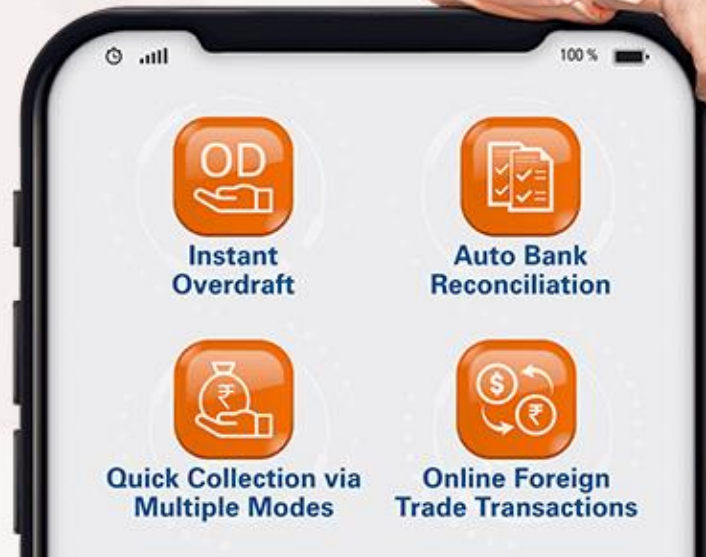 100 %
OD
Instant
Overdraft
Auto Bank
Reconciliation
₹
Quick Collection via
Multiple Modes
$
₹
Online Foreign
Trade Transactions